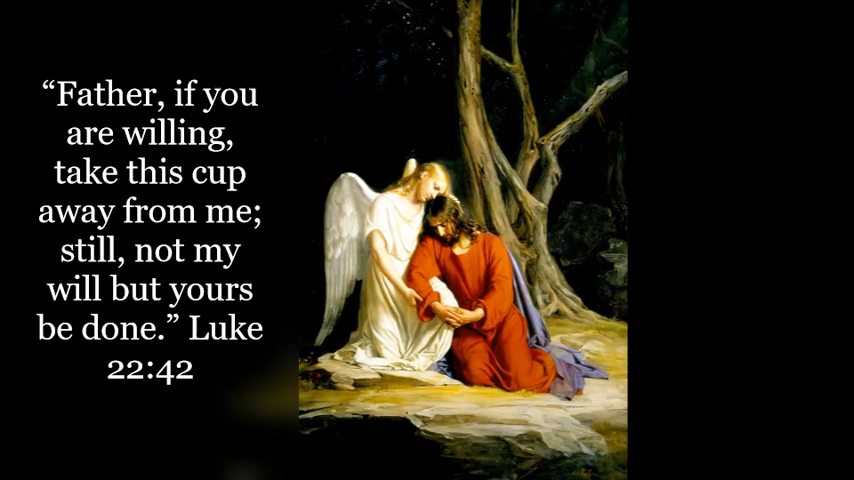 “Father, if you
are willing,
take this cup
away from me;
still, not my
will but yours
be done.” Luke
22:42